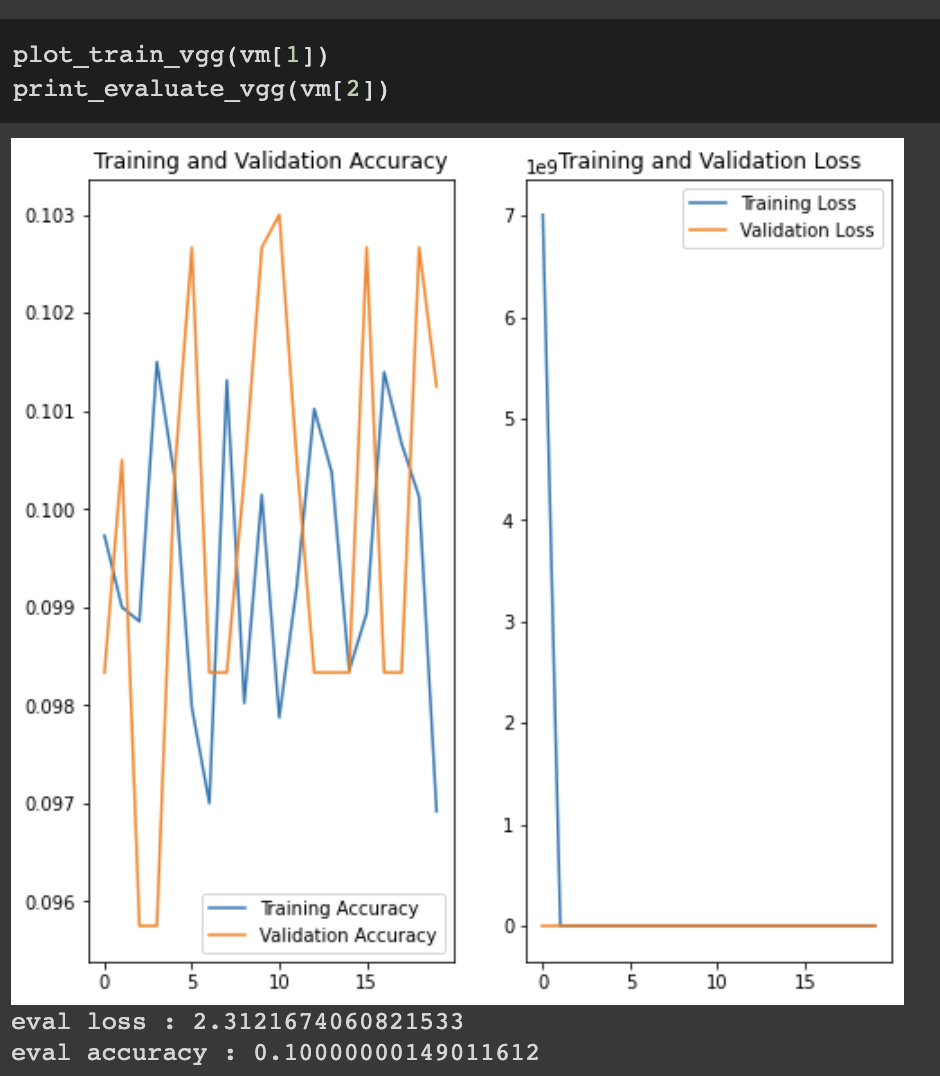 plot_train_vgg(vm[1])
print_evaluate_vgg(vm[2])
Training and Validation Accuracy
0.103
0.102
0.101
0.100
0.099
0.098
0.097
0.096
Training Accuracy
Validation Accuracy
0 5 10 15
1e9 Training and Validation Loss
Training Loss
Validation Loss
7
6
5
4
3
2
1
0
0 5 10 15
eval loss : 2.3121674060821533
eval accuracy : 0.10000000149011612